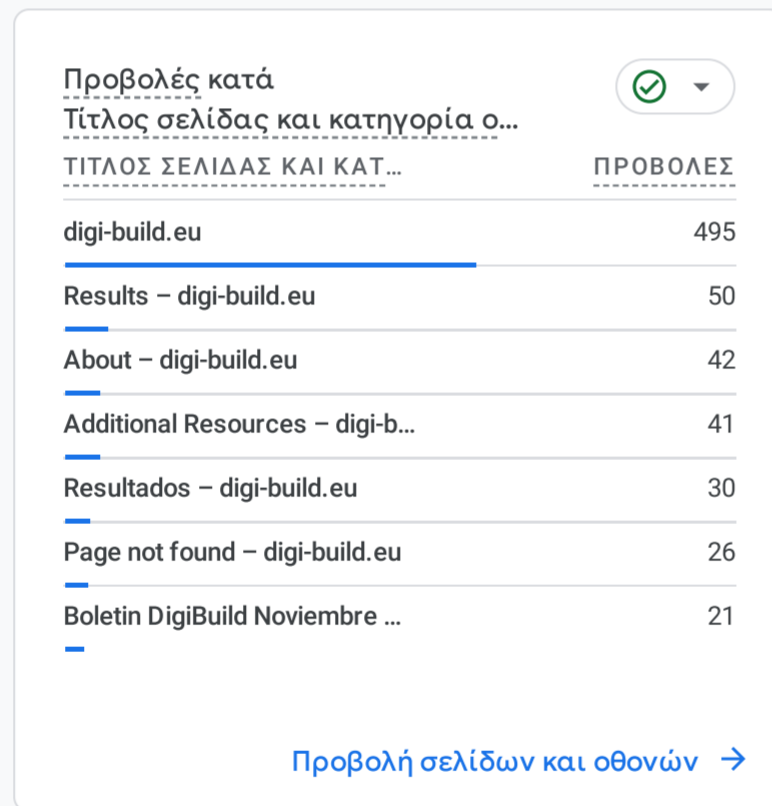 Προβολές κατά
Τίτλος σελίδας και κατηγορία ο...
ΤΙΤΛΟΣ ΣΕΛΙΔΑΣ ΚΑΙ ΚΑΤ... ΠΡΟΒΟΛΕΣ
digi-build.eu 495
Results – digi-build.eu 50
About – digi-build.eu 42
Additional Resources – digi-b... 41
Resultados – digi-build.eu 30
Page not found – digi-build.eu 26
Boletin DigiBuild Noviembre ... 21
Προβολή σελίδων και οθονών →